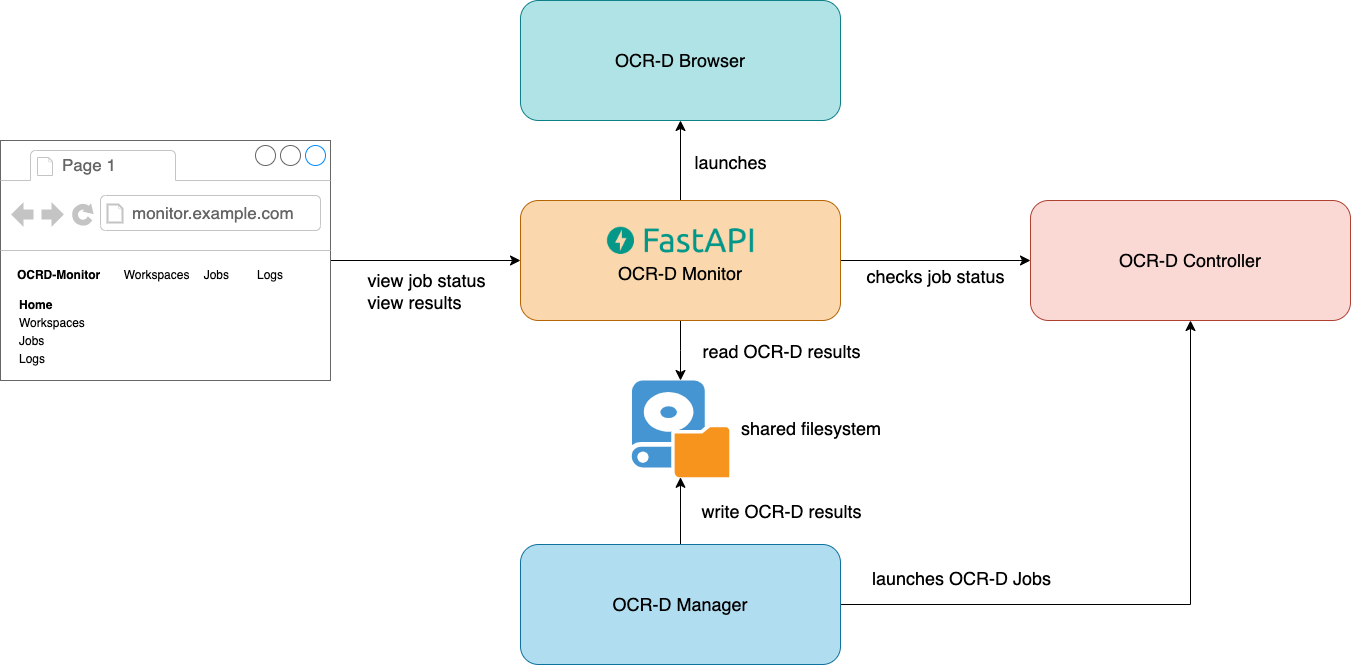 OCR-D Browser
launches
Page 1
monitor.example.com
OCRD-Monitor Workspaces Jobs Logs
Home
Workspaces
Jobs
Logs
view job status
view results
FastAPI
OCR-D Monitor
checks job status
OCR-D Controller
read OCR-D results
shared filesystem
write OCR-D results
OCR-D Manager
launches OCR-D Jobs